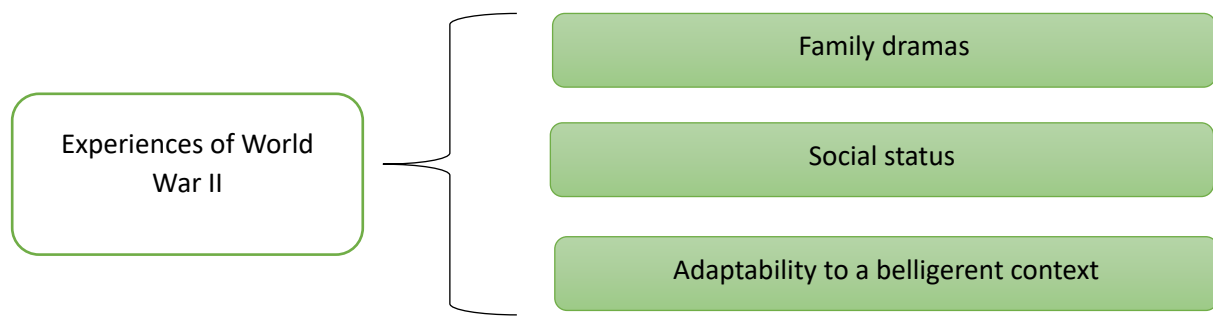 Experiences of World
War II
Family dramas
Social status
Adaptability to a belligerent context